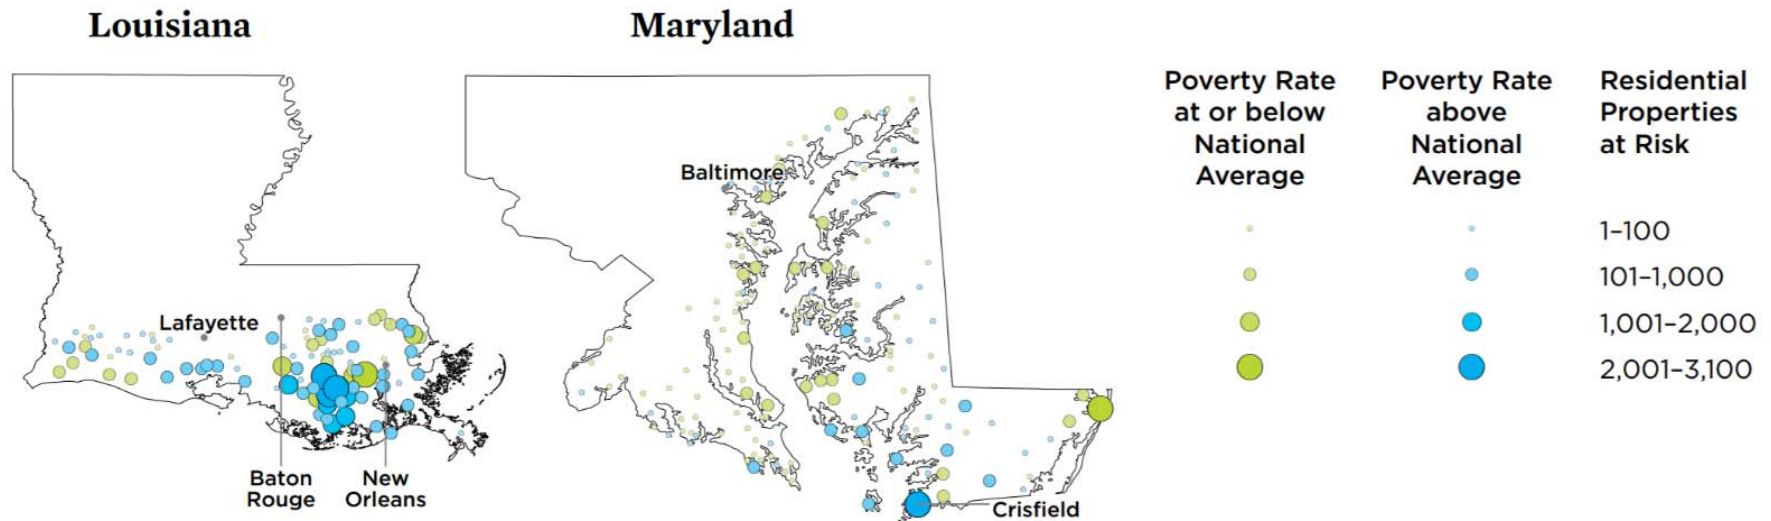 Louisiana
Maryland
Lafayette
Baton
Rouge
New
Orleans
Baltimore
Crisfield
Poverty Rate
at or below
National
Average
Poverty Rate
above
National
Average
Residential
Properties
at Risk
1–100
101–1,000
1,001–2,000
2,001–3,100